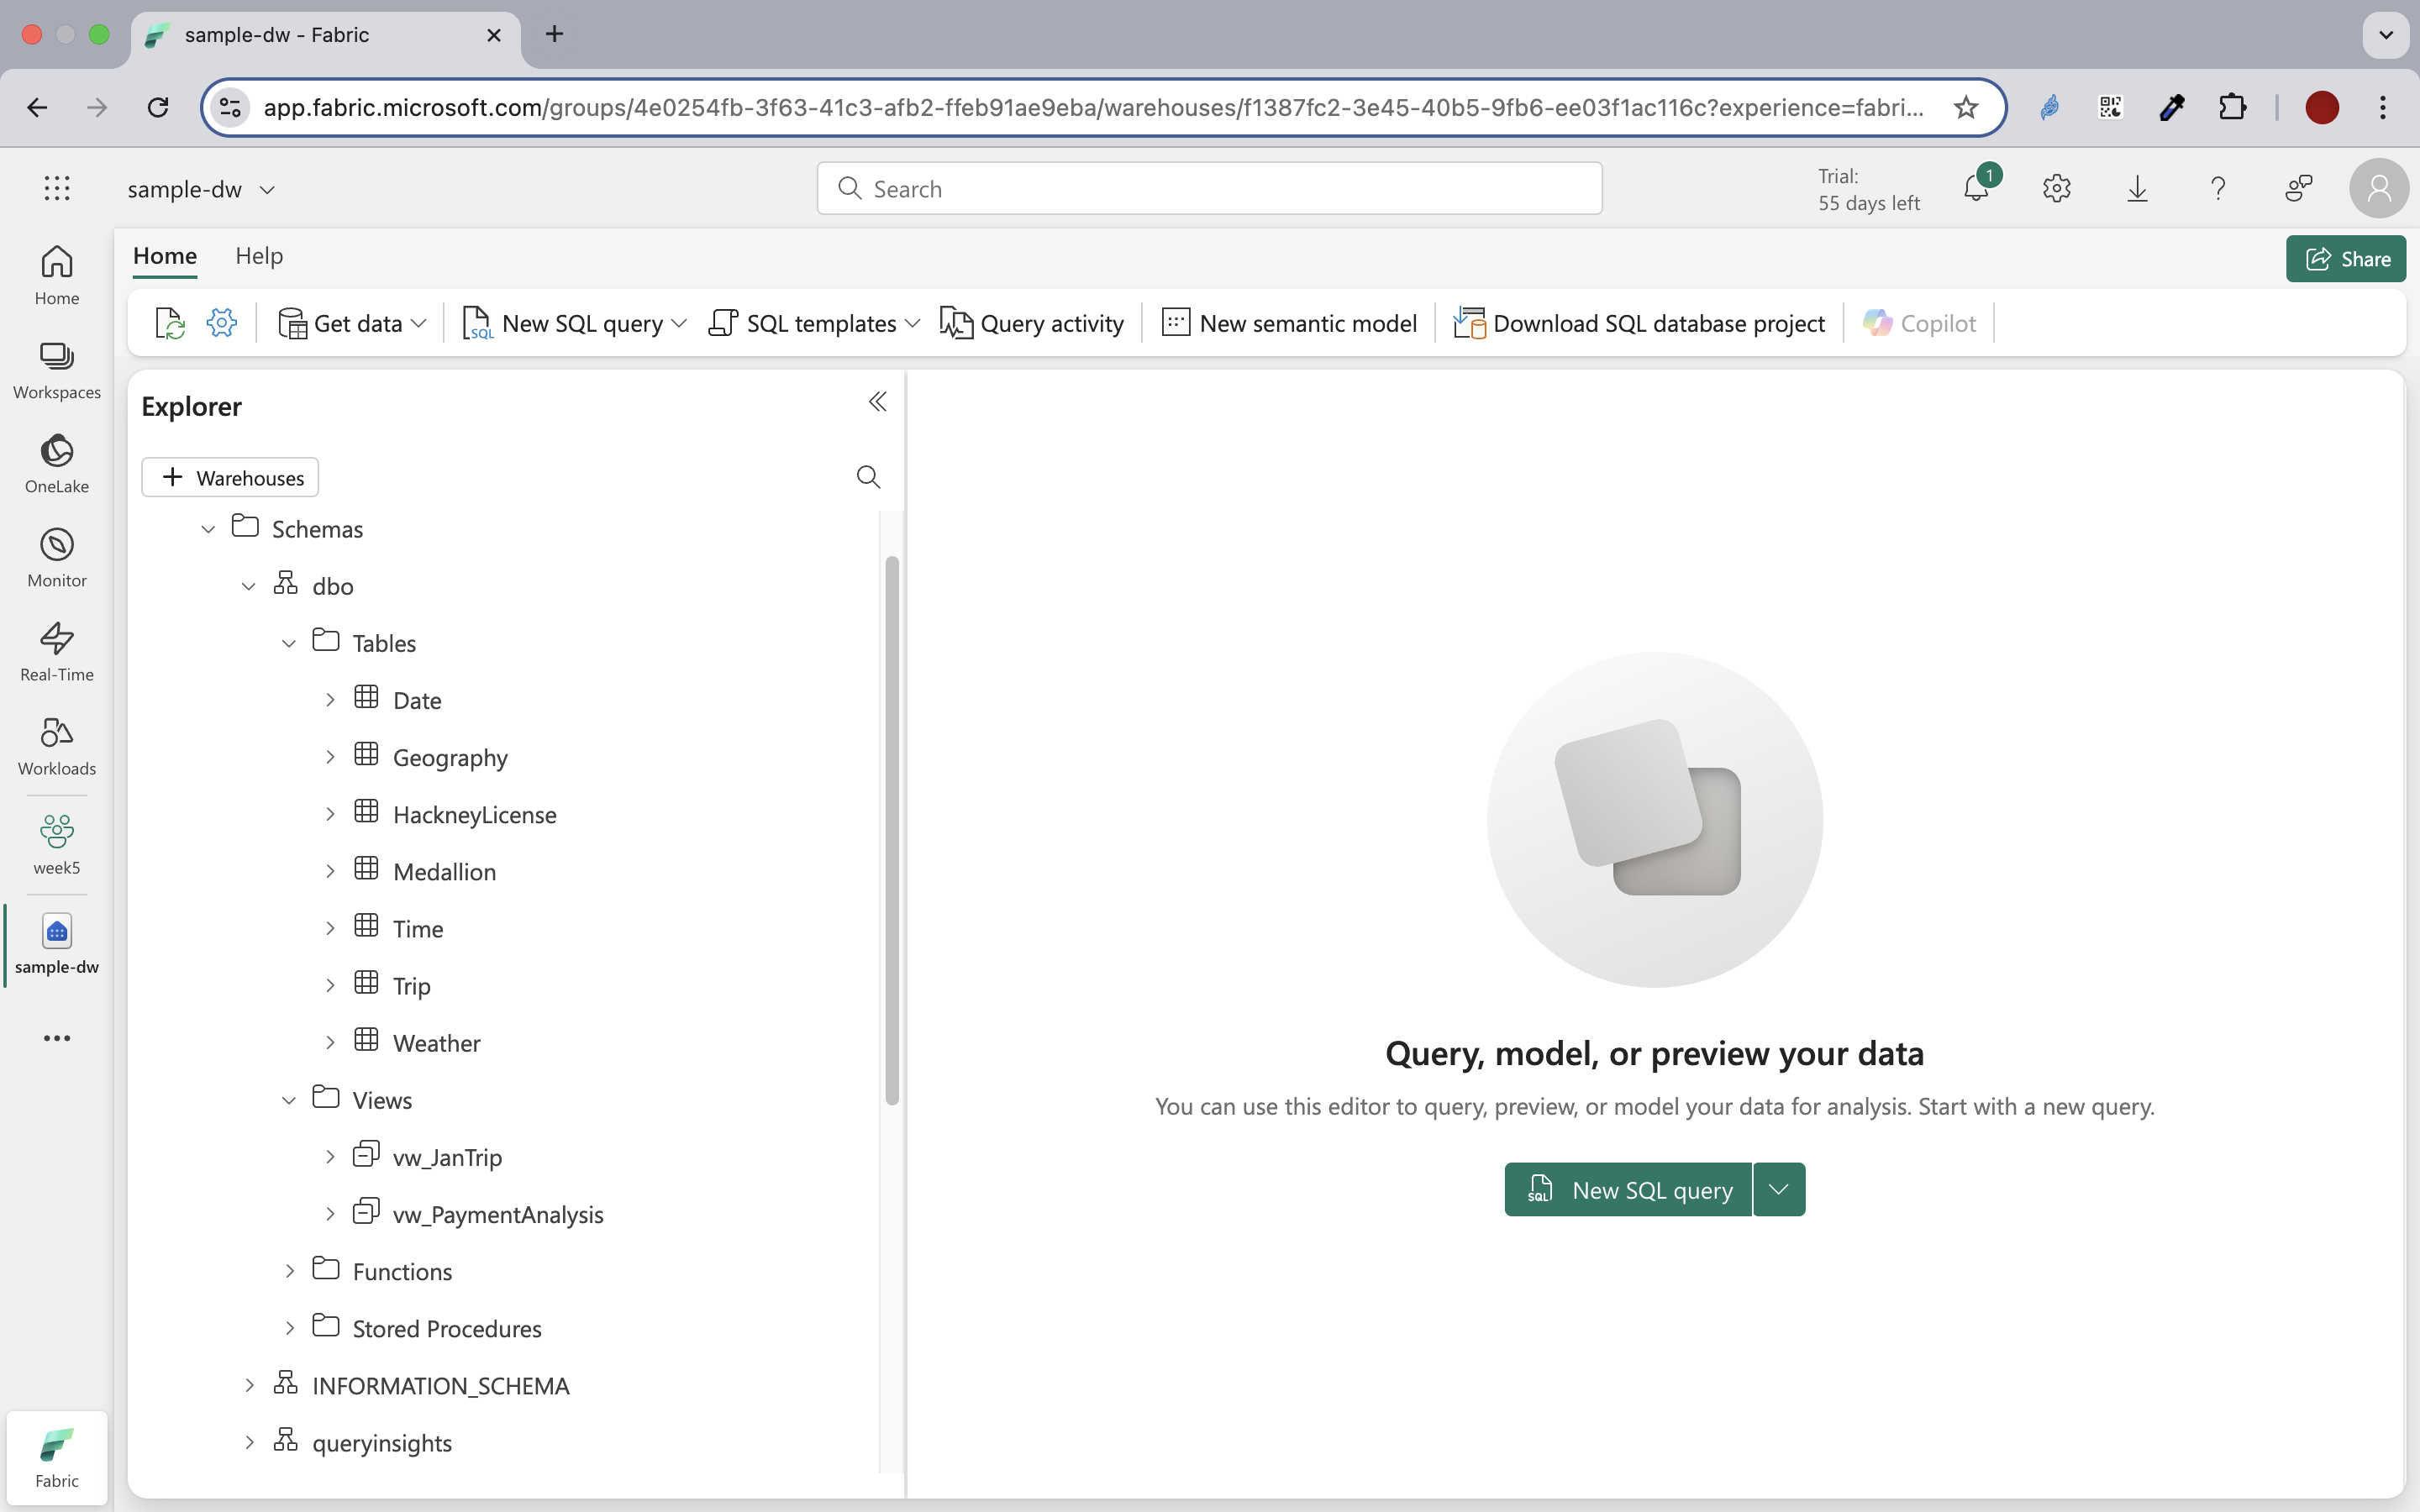 sample-dw - Fabric
app.fabric.microsoft.com/groups/4e0254fb-3f63-41c3-afb2-ffeb91ae9eba/warehouses/f1387fc2-3e45-40b5-9fb6-ee03f1ac116c?experience=fabri...
sample-dw
Search
Trial:
55 days left
1
Home
Help
Share
Get data
New SQL query
SQL templates
Query activity
New semantic model
Download SQL database project
Copilot
Home
Workspaces
OneLake
Monitor
Real-Time
Workloads
week5
sample-dw
Fabric
Explorer
Warehouses
Schemas
dbo
Tables
Date
Geography
HackneyLicense
Medallion
Time
Trip
Weather
Views
vw_JanTrip
vw_PaymentAnalysis
Functions
Stored Procedures
INFORMATION_SCHEMA
queryinsights
Query, model, or preview your data
You can use this editor to query, preview, or model your data for analysis. Start with a new query.
SQL New SQL query